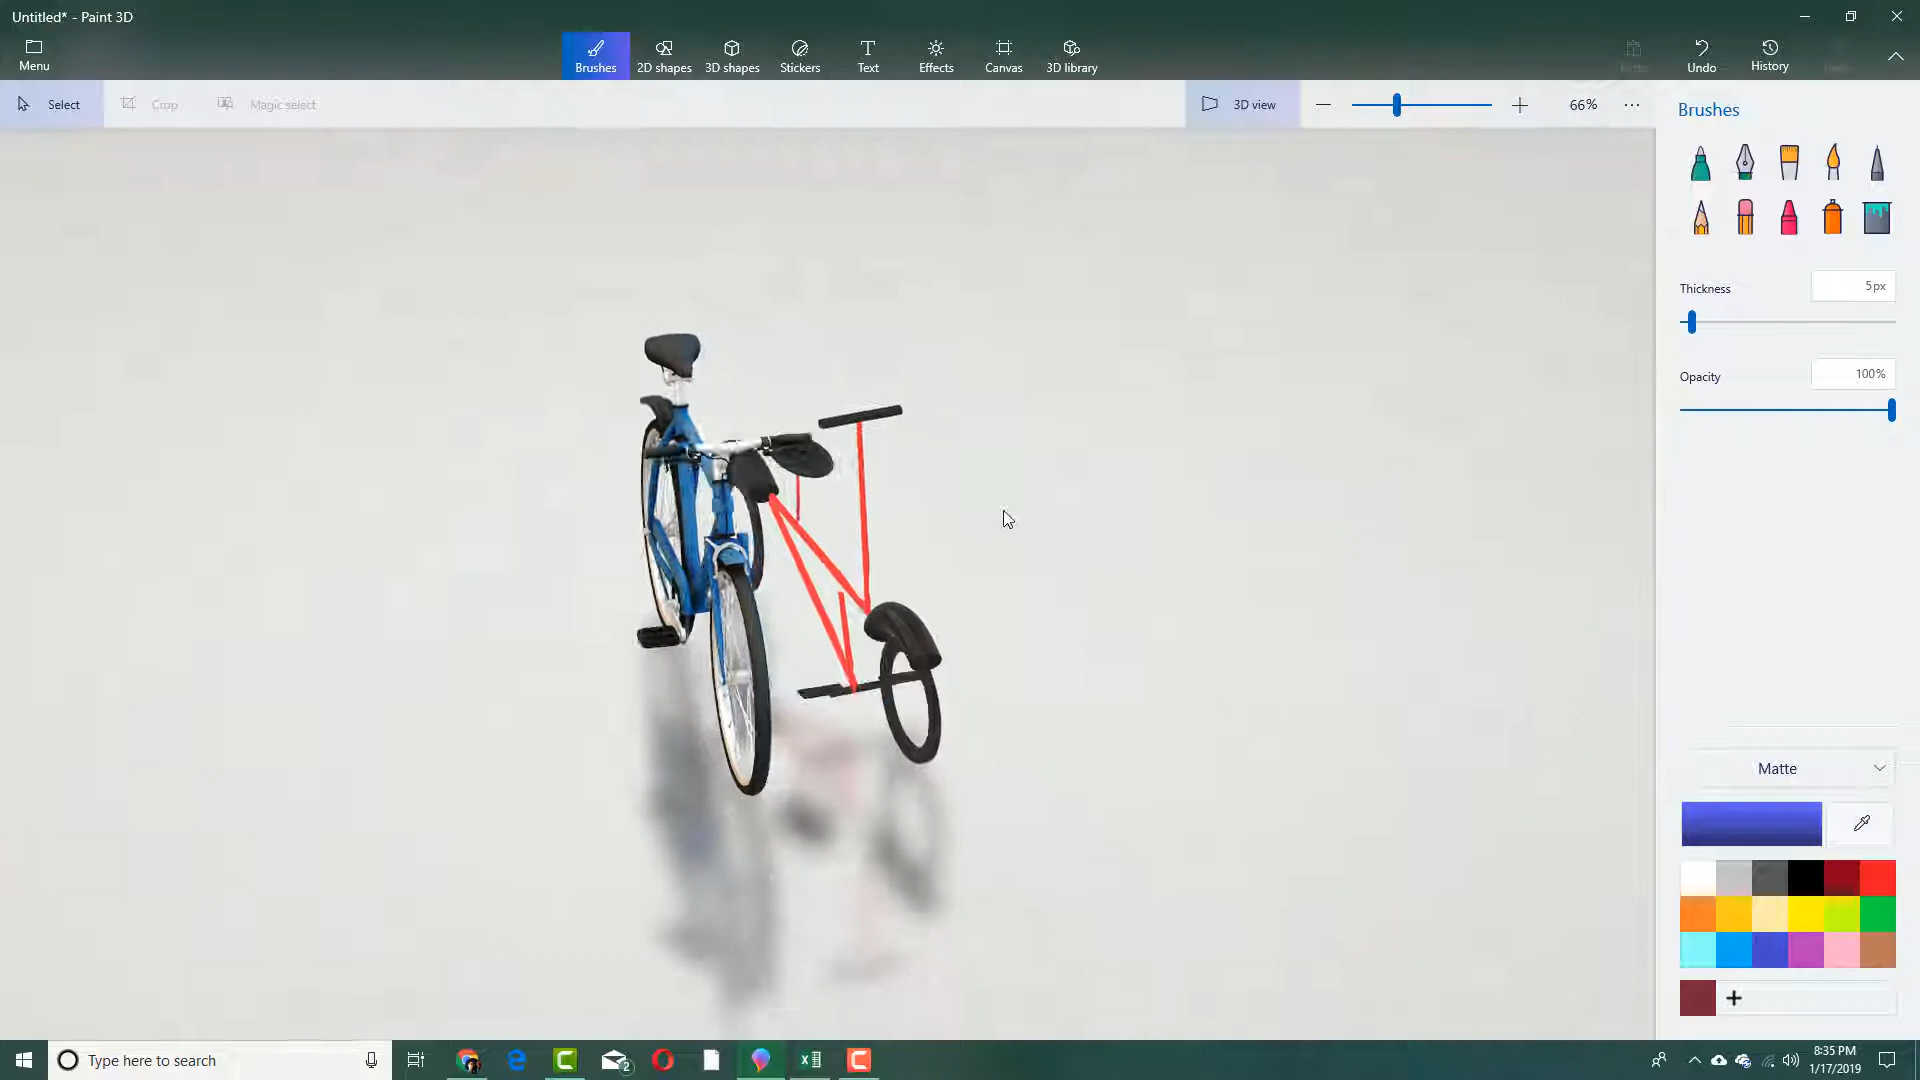 Untitled* - Paint 3D
Menu
Brushes
2D shapes
3D shapes
Stickers
Text
Effects
Canvas
3D library
Undo
History
Select
Crop
Magic select
3D view
66%
Brushes
Thickness
5px
Opacity
100%
Matte
Type here to search
2
8:35 PM
1/17/2019